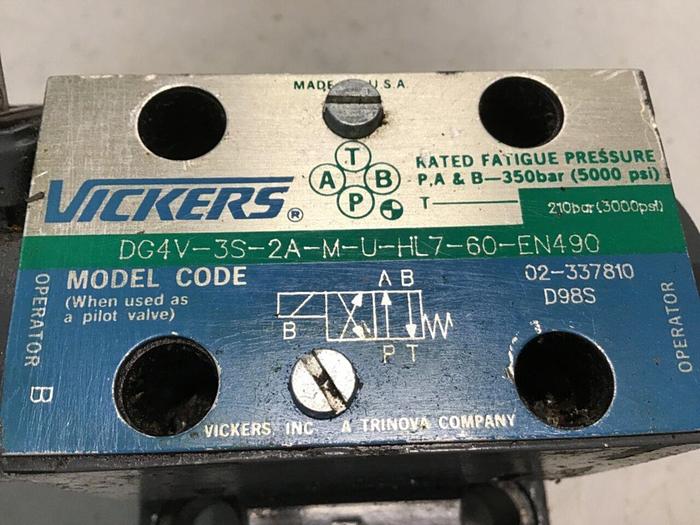 MADE U.S.A.
VICKERS®
T
A B
P
RATED FATIGUE PRESSURE
P,A & B—350bar (5000 psi)
T 210bar(3000psi)
DG4V-3S-2A-M-U-HL7-60-EN490
MODEL CODE
(When used as
a pilot valve)
02-337810
D98S
A B
B
P T
OPERATOR B
OPERATOR
VICKERS INC. A TRINOVA COMPANY